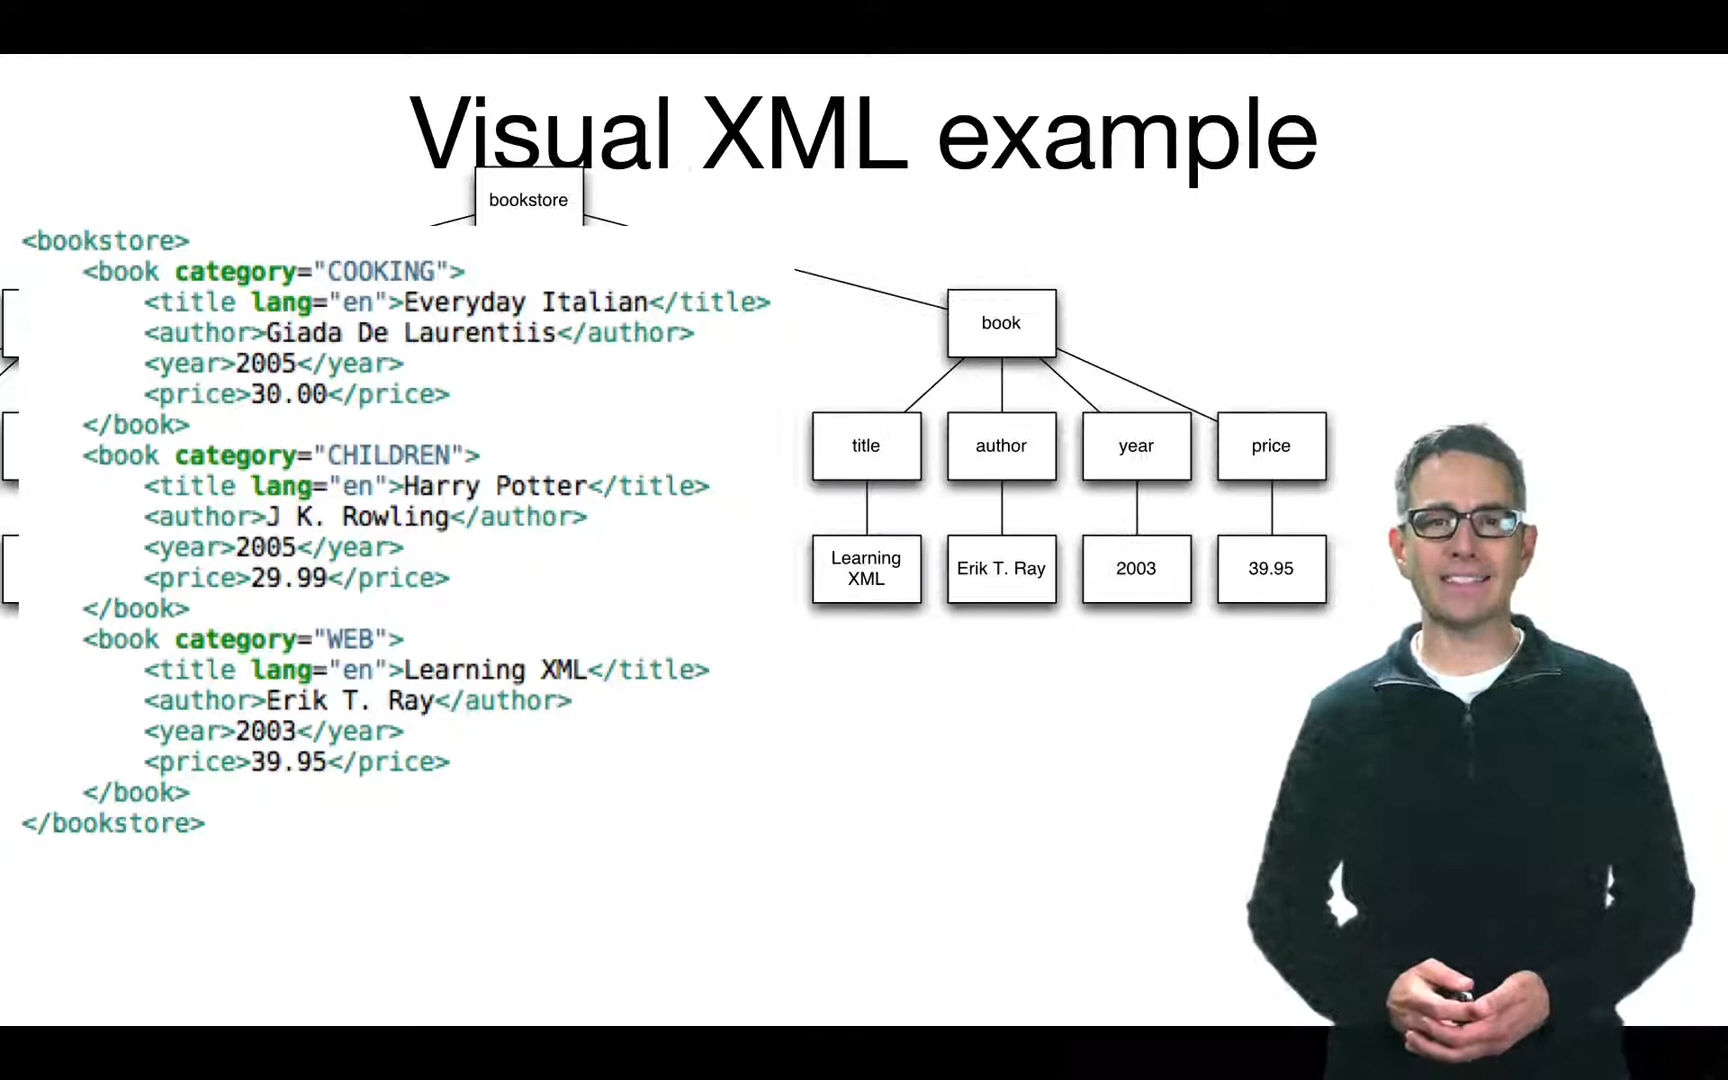 Visual XML example
bookstore
<bookstore>
<book category="COOKING">
<title lang="en">Everyday Italian</title>
<author>Giada De Laurentiis</author>
<year>2005</year>
<price>30.00</price>
</book>
<book category="CHILDREN">
<title lang="en">Harry Potter</title>
<author>J K. Rowling</author>
<year>2005</year>
<price>29.99</price>
</book>
<book category="WEB">
<title lang="en">Learning XML</title>
<author>Erik T. Ray</author>
<year>2003</year>
<price>39.95</price>
</book>
</bookstore>
book
title
author
year
price
Learning
XML
Erik T. Ray
2003
39.95